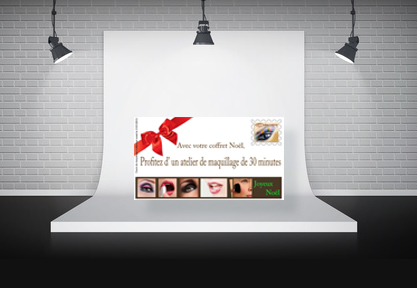 Avec votre coffret Noël,
Profitez d' un atelier de maquillage de 30 minutes
Joyeux
Noël